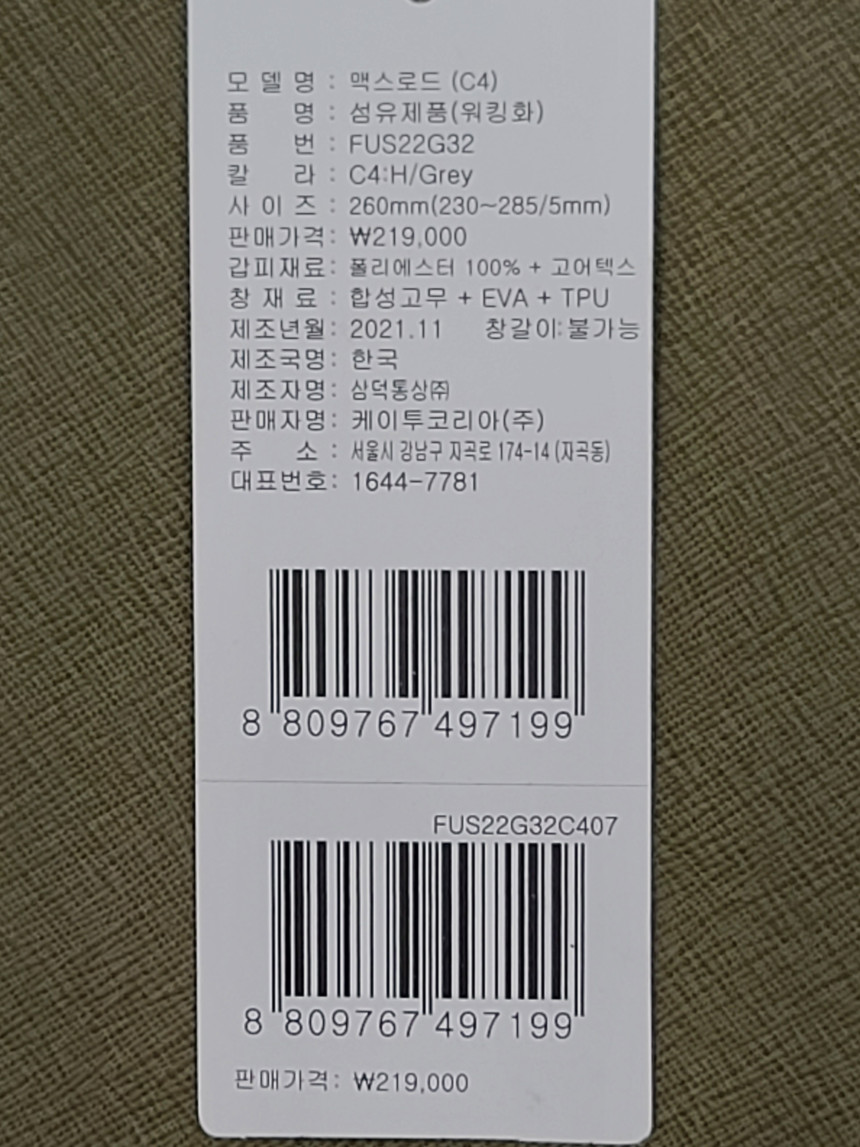 모 델 명 : 맥스로드 (C4)
품 명 : 섬유제품(워킹화)
품 번 : FUS22G32
칼 라 : C4:H/Grey
사 이 즈 : 260mm(230~285/5mm)
판매가격: ₩219,000
갑피재료: 폴리에스터 100% + 고어텍스
창 재 료 : 합성고무 + EVA + TPU
제조년월: 2021.11 창갈이:불가능
제조국명: 한국
제조자명: 삼덕통상㈜
판매자명: 케이투코리아(주)
주 소 : 서울시 강남구 자곡로 174-14 (자곡동)
대표번호: 1644-7781
8 809767 497199
FUS22G32C407
8 809767 497199
판매가격: ₩219,000